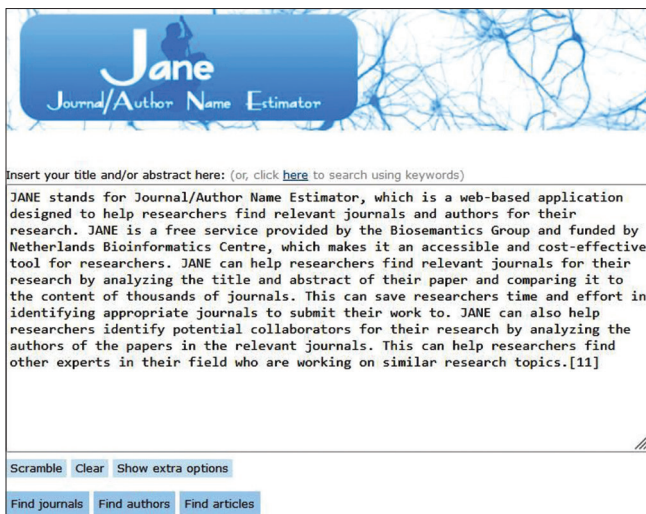 Jane
Journal/Author Name Estimator
Insert your title and/or abstract here: (or, click here to search using keywords)
JANE stands for Journal/Author Name Estimator, which is a web-based application
designed to help researchers find relevant journals and authors for their
research. JANE is a free service provided by the Biosemantics Group and funded by
Netherlands Bioinformatics Centre, which makes it an accessible and cost-effective
tool for researchers. JANE can help researchers find relevant journals for their
research by analyzing the title and abstract of their paper and comparing it to
the content of thousands of journals. This can save researchers time and effort in
identifying appropriate journals to submit their work to. JANE can also help
researchers identify potential collaborators for their research by analyzing the
authors of the papers in the relevant journals. This can help researchers find
other experts in their field who are working on similar research topics.[11]
Scramble Clear Show extra options
Find journals Find authors Find articles